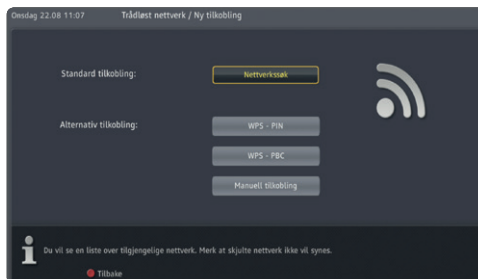 Onsdag 22.08 11:07 Trådløst nettverk / Ny tilkobling
Standard tilkobling: Nettverkssøk
Alternativ tilkobling: WPS - PIN
WPS - PBC
Manuell tilkobling
Du vil se en liste over tilgjengelige nettverk. Merk at skjulte nettverk ikke vil synes.
Tilbake